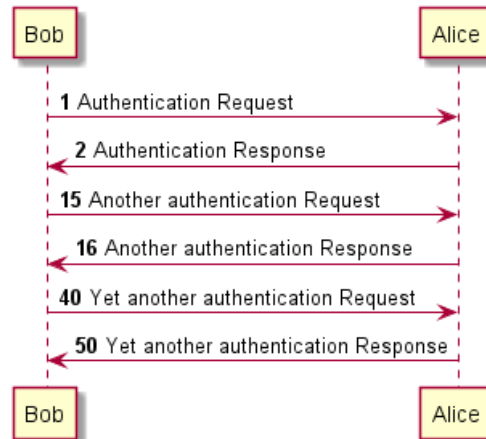 Bob Alice
1 Authentication Request
2 Authentication Response
15 Another authentication Request
16 Another authentication Response
40 Yet another authentication Request
50 Yet another authentication Response
Bob Alice